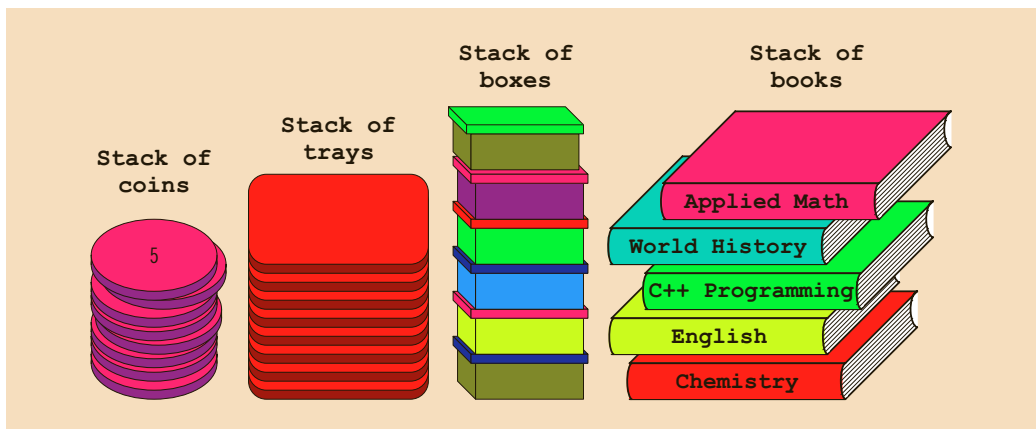 Stack of
coins
5
Stack of
trays
Stack of
boxes
Stack of
books
Applied Math
World History
C++ Programming
English
Chemistry